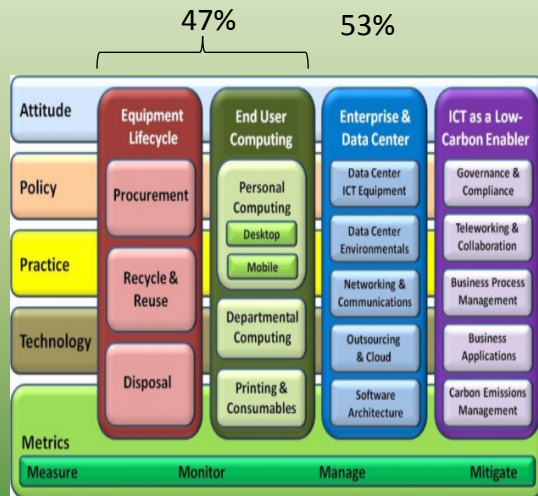 47%
53%
Attitude
Policy
Practice
Technology
Metrics
Equipment
Lifecycle
Procurement
Recycle &
Reuse
Disposal
End User
Computing
Personal
Computing
Desktop
Mobile
Departmental
Computing
Printing &
Consumables
Enterprise &
Data Center
Data Center
ICT Equipment
Data Center
Environmentals
Networking &
Communications
Outsourcing
& Cloud
Software
Architecture
ICT as a Low-
Carbon Enabler
Governance &
Compliance
Teleworking &
Collaboration
Business Process
Management
Business
Applications
Carbon Emissions
Management
Measure Monitor Manage Mitigate